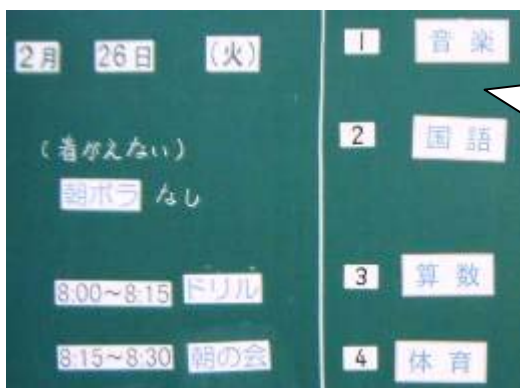 2月 26日 (火)
(着がえない)
朝ボラ なし
8:00～8:15 ドリル
8:15～8:30 朝の会
1 音楽
2 国語
3 算数
4 体育